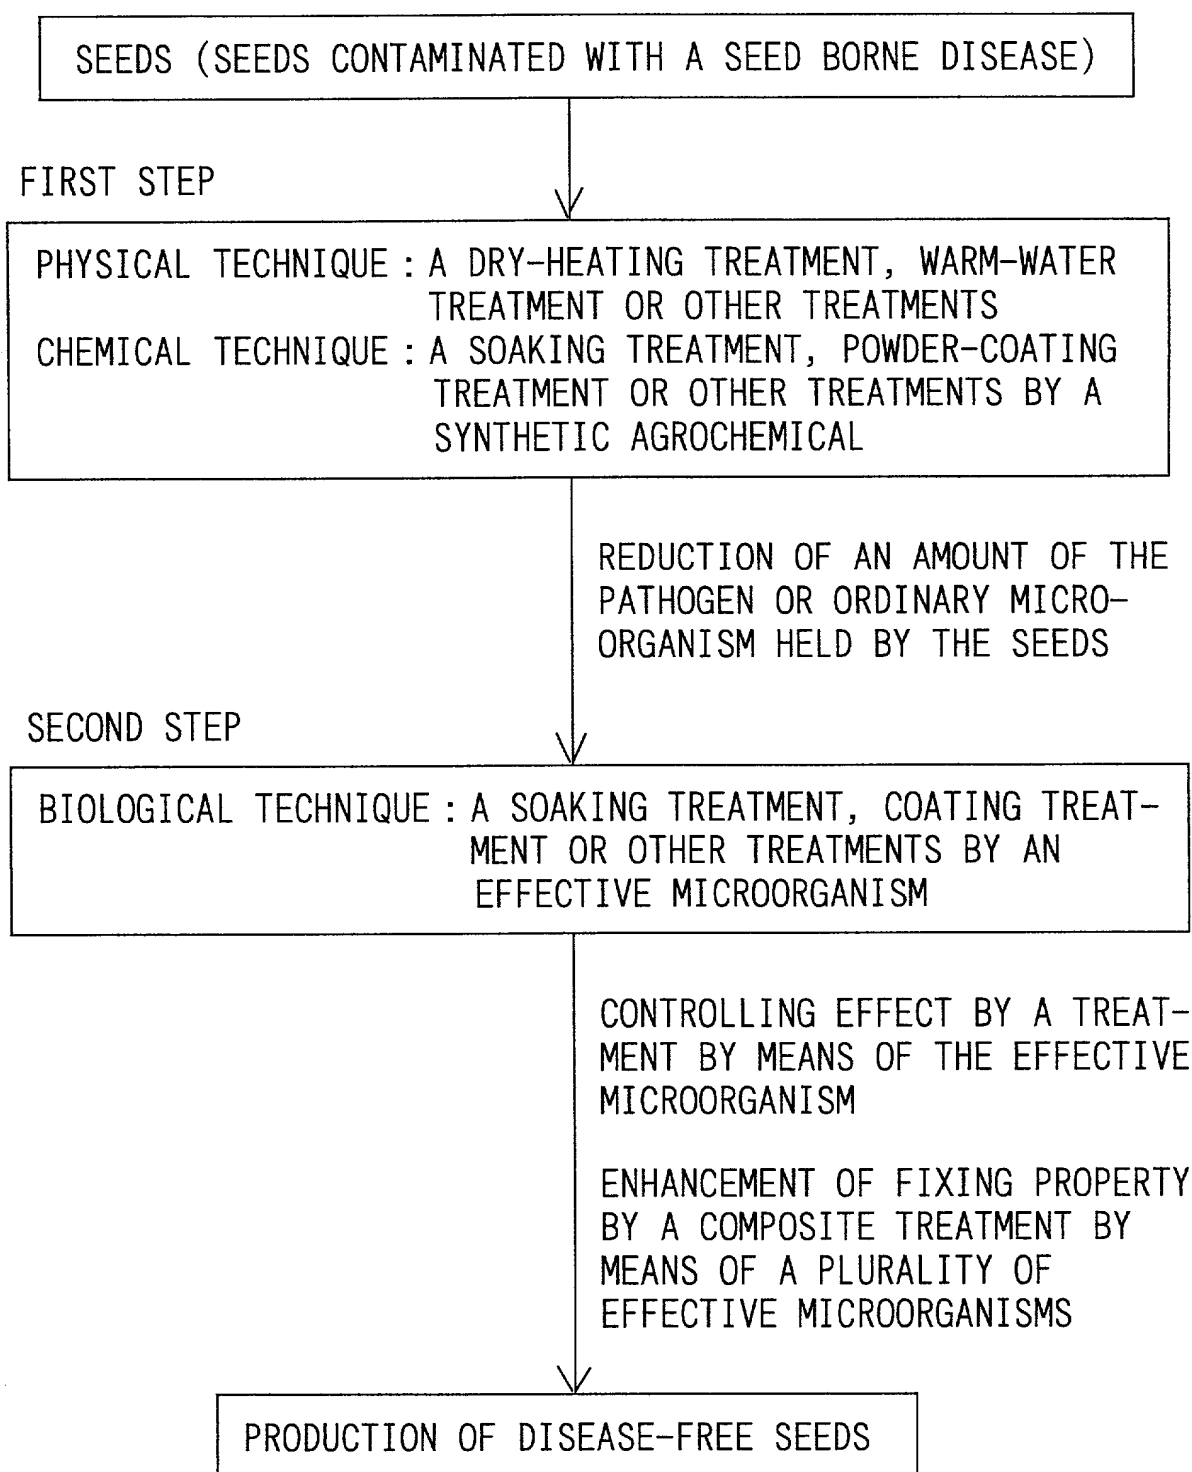 SEEDS (SEEDS CONTAMINATED WITH A SEED BORNE DISEASE)
FIRST STEP
PHYSICAL TECHNIQUE : A DRY-HEATING TREATMENT, WARM-WATER
TREATMENT OR OTHER TREATMENTS
CHEMICAL TECHNIQUE : A SOAKING TREATMENT, POWDER-COATING
TREATMENT OR OTHER TREATMENTS BY A
SYNTHETIC AGROCHEMICAL
REDUCTION OF AN AMOUNT OF THE
PATHOGEN OR ORDINARY MICRO-
ORGANISM HELD BY THE SEEDS
SECOND STEP
BIOLOGICAL TECHNIQUE : A SOAKING TREATMENT, COATING TREAT-
MENT OR OTHER TREATMENTS BY AN
EFFECTIVE MICROORGANISM
CONTROLLING EFFECT BY A TREAT-
MENT BY MEANS OF THE EFFECTIVE
MICROORGANISM
ENHANCEMENT OF FIXING PROPERTY
BY A COMPOSITE TREATMENT BY
MEANS OF A PLURALITY OF
EFFECTIVE MICROORGANISMS
PRODUCTION OF DISEASE-FREE SEEDS